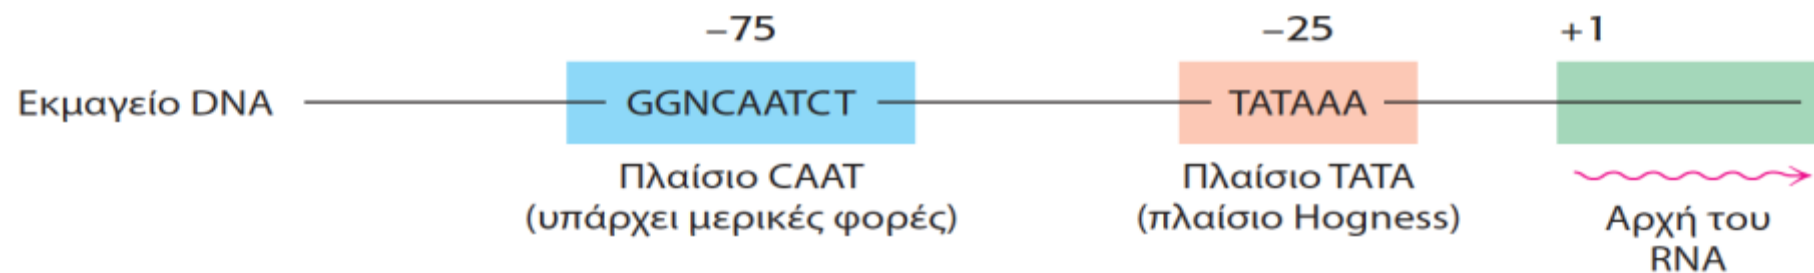 −75 −25 +1
Εκμαγείο DNA GGNCAATCT TATAAA
Πλαίσιο CAAT Πλαίσιο TATA
(υπάρχει μερικές φορές) (πλαίσιο Hogness) Αρχή του
RNA